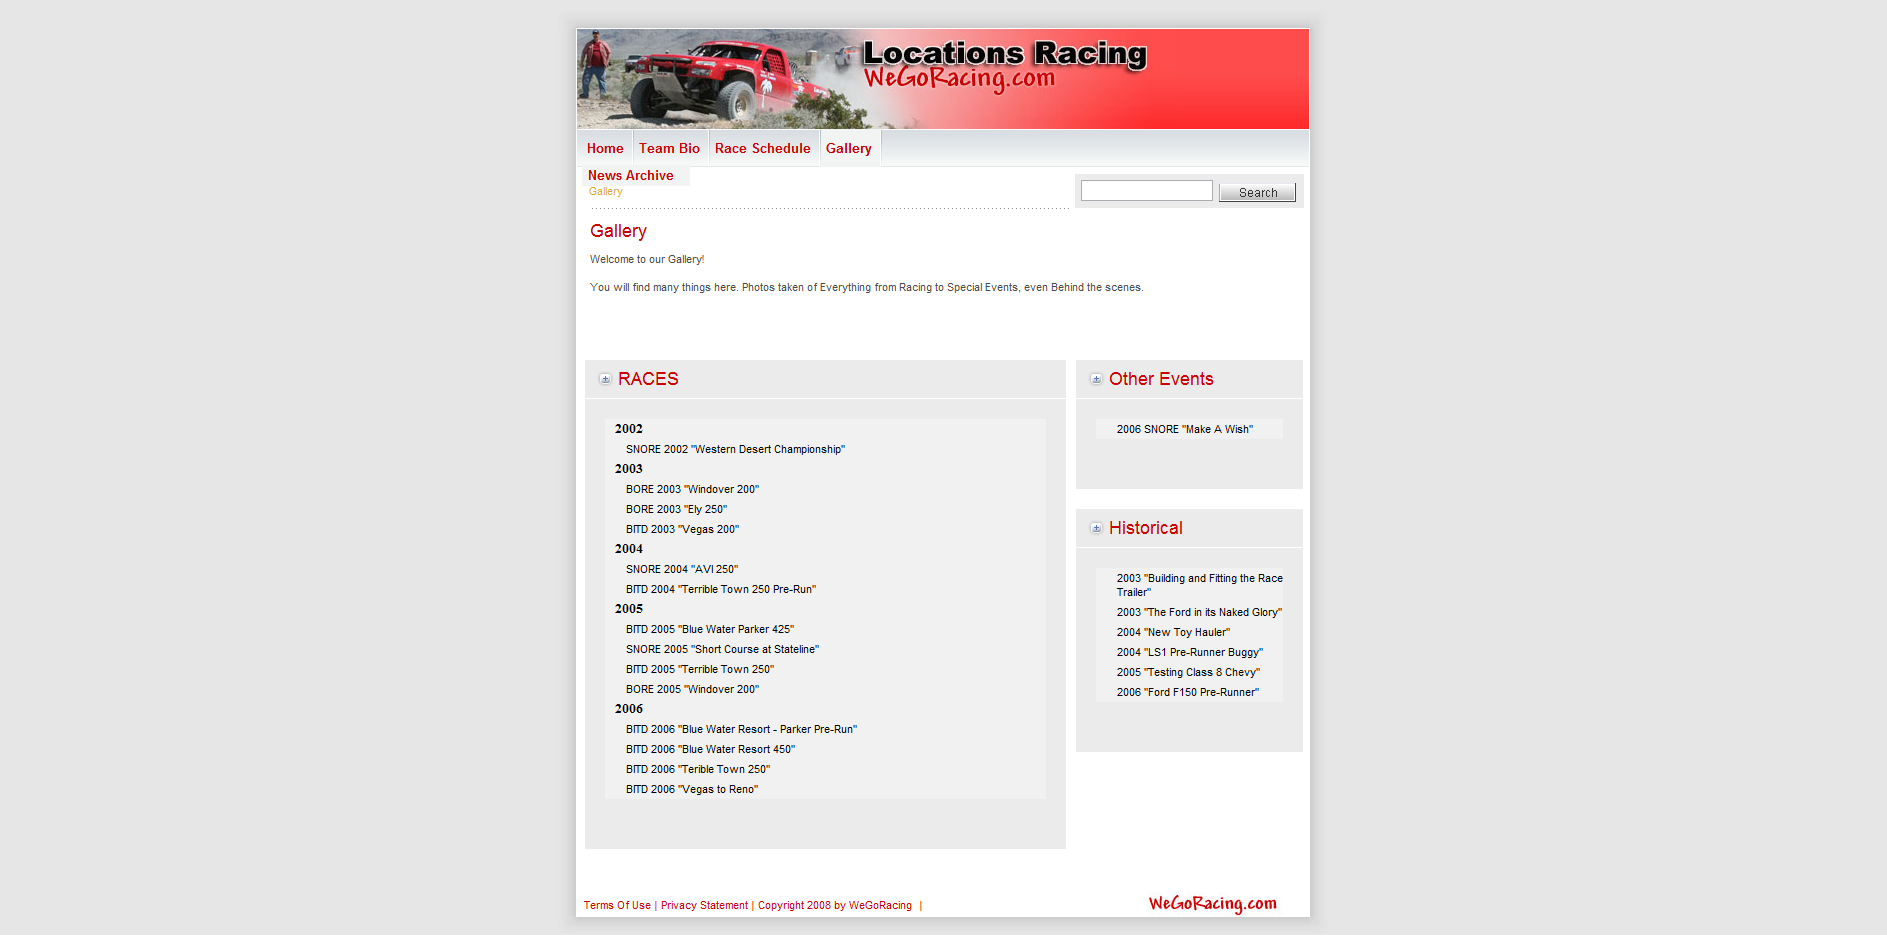 Locations Racing
WeGoRacing.com
Home
Team Bio
Race Schedule
Gallery
News Archive
Gallery
Search
Gallery
Welcome to our Gallery!
You will find many things here. Photos taken of Everything from Racing to Special Events, even Behind the scenes.
RACES
2002
SNORE 2002 "Western Desert Championship"
2003
BORE 2003 "Windover 200"
BORE 2003 "Ely 250"
BITD 2003 "Vegas 200"
2004
SNORE 2004 "AVI 250"
BITD 2004 "Terrible Town 250 Pre-Run"
2005
BITD 2005 "Blue Water Parker 425"
SNORE 2005 "Short Course at Stateline"
BITD 2005 "Terrible Town 250"
BORE 2005 "Windover 200"
2006
BITD 2006 "Blue Water Resort - Parker Pre-Run"
BITD 2006 "Blue Water Resort 450"
BITD 2006 "Terible Town 250"
BITD 2006 "Vegas to Reno"
Other Events
2006 SNORE "Make A Wish"
Historical
2003 "Building and Fitting the Race
Trailer"
2003 "The Ford in its Naked Glory"
2004 "New Toy Hauler"
2004 "LS1 Pre-Runner Buggy"
2005 "Testing Class 8 Chevy"
2006 "Ford F150 Pre-Runner"
Terms Of Use | Privacy Statement | Copyright 2008 by WeGoRacing |
WeGoRacing.com